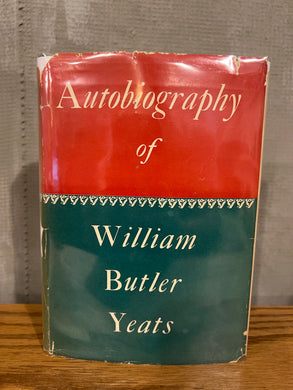 Autobiography
of
William
Butler
Yeats